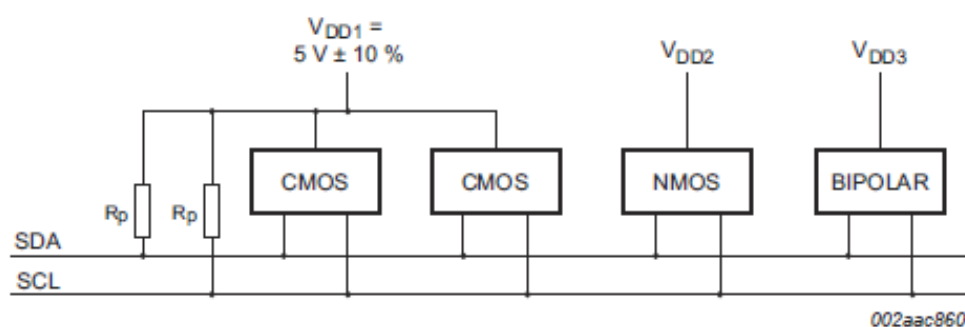 VDD1 =
5 V ± 10 %
VDD2
VDD3
CMOS
CMOS
NMOS
BIPOLAR
Rp
Rp
SDA
SCL
002aac860